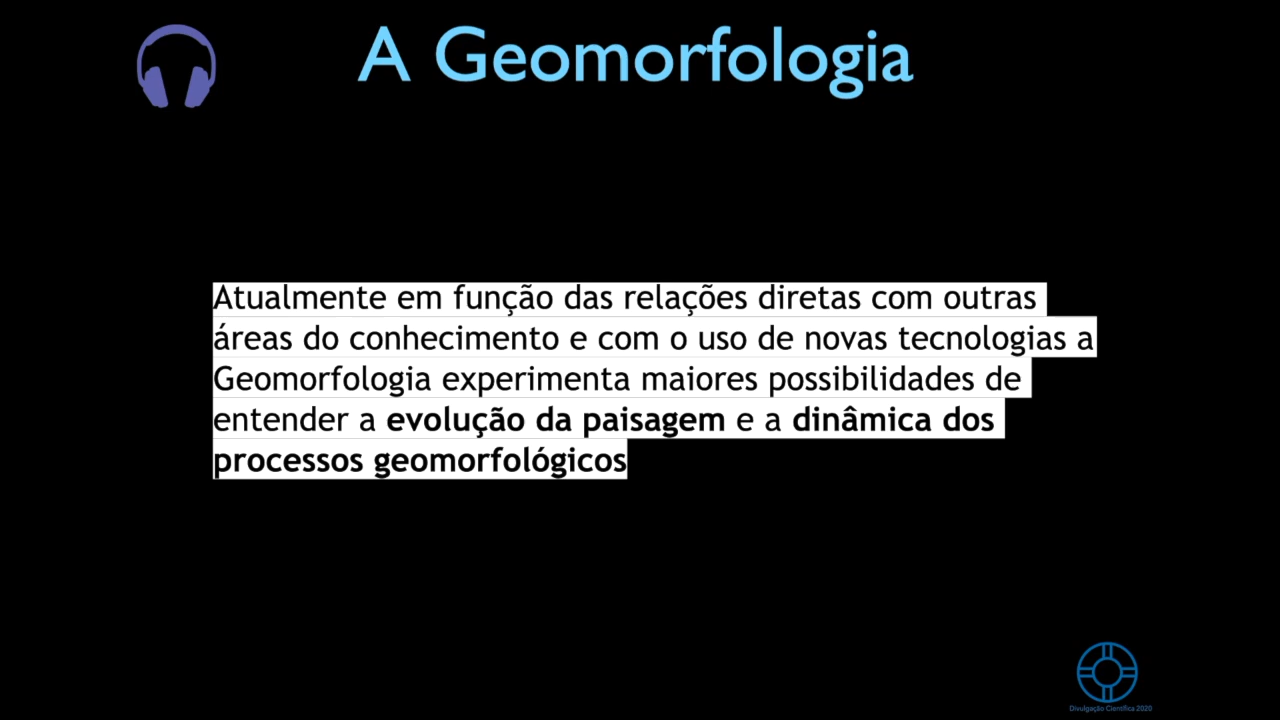 A Geomorfologia
Atualmente em função das relações diretas com outras
áreas do conhecimento e com o uso de novas tecnologias a
Geomorfologia experimenta maiores possibilidades de
entender a evolução da paisagem e a dinâmica dos
processos geomorfológicos
Divulgação Científica 2020